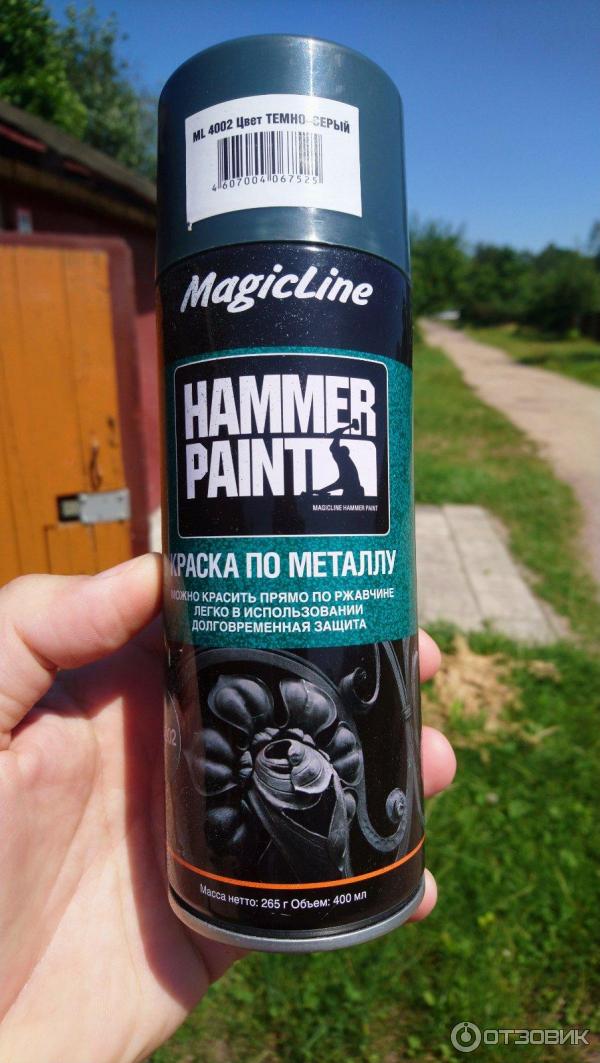 ML 4002 Цвет ТЕМНО-СЕРЫЙ
4607004067525
MagicLine
HAMMER
PAINT
MAGICLINE HAMMER PAINT
КРАСКА ПО МЕТАЛЛУ
МОЖНО КРАСИТЬ ПРЯМО ПО РЖАВЧИНЕ
ЛЕГКО В ИСПОЛЬЗОВАНИИ
ДОЛГОВРЕМЕННАЯ ЗАЩИТА
Масса нетто: 265 г Объем: 400 мл
ОТЗОВИК